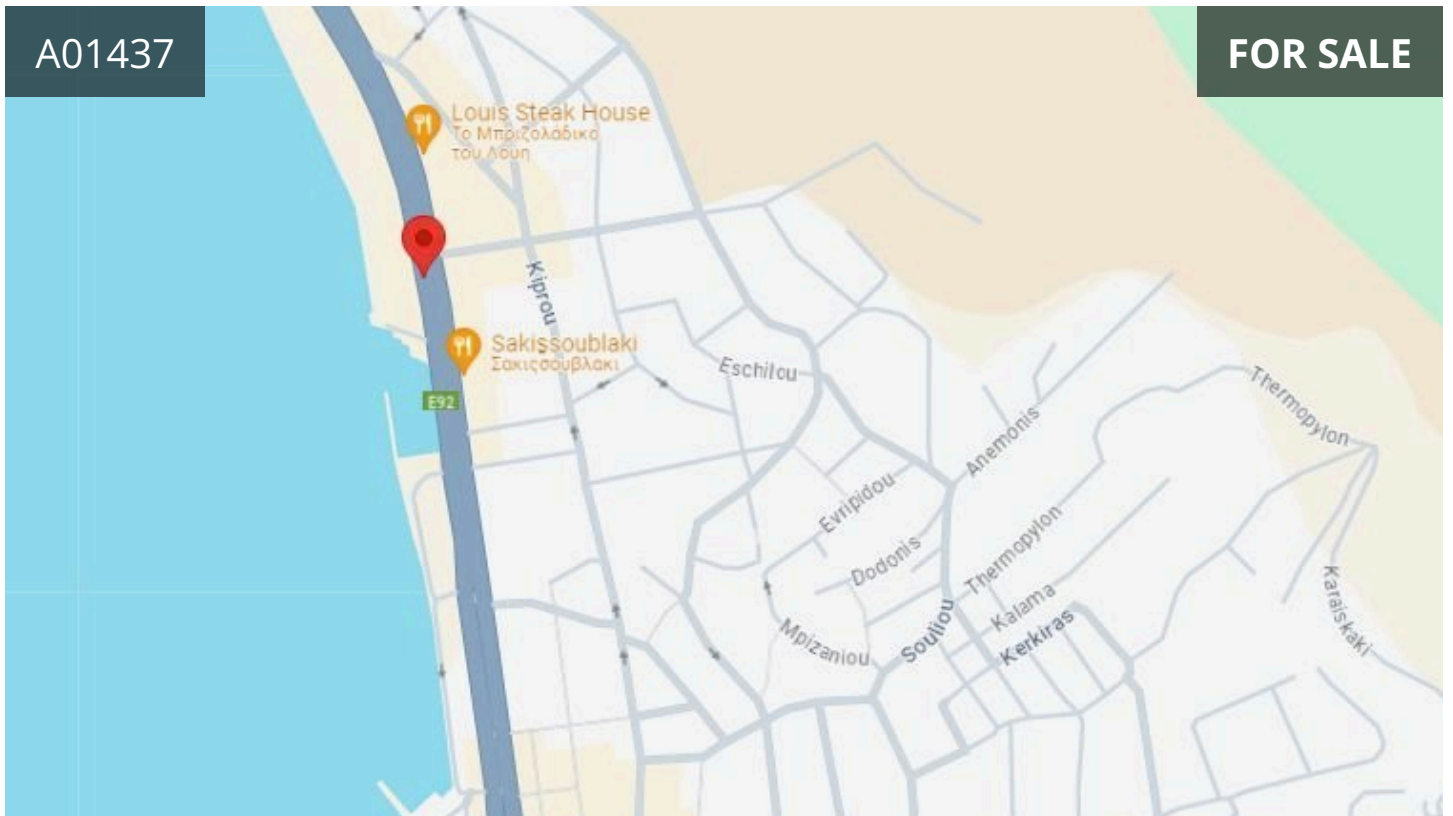 A01437
FOR SALE
Louis Steak House
Το Μπριζολάδικο
του Λουη
Kiprou
Sakissoublaki
Σακιςσουβλακι
E92
Eschilou
Thermopylon
Anemonis
Evripidou
Dodonis
Thermopylon
Kalama
Kerkiras
Souliou
Mpizaniou
Karaiskaki